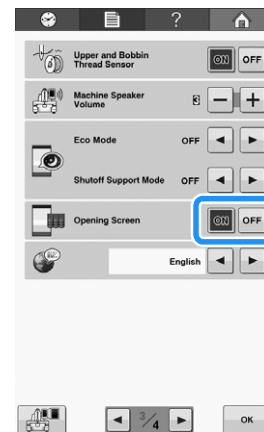 ?
Upper and Bobbin
Thread Sensor
ON OFF
Machine Speaker
Volume
3 − +
Eco Mode
OFF
Shutoff Support Mode OFF
Opening Screen
ON OFF
English
3/4
OK